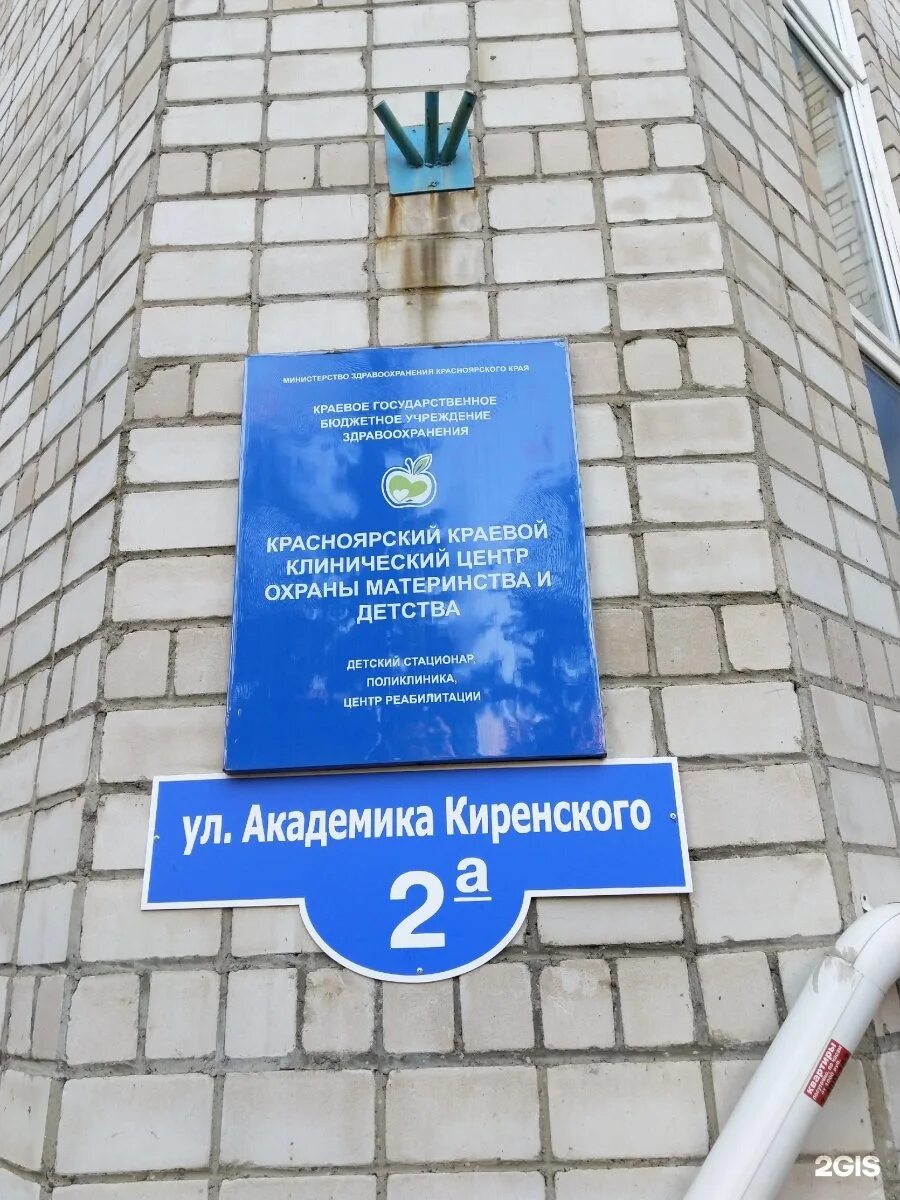 МИНИСТЕРСТВО ЗДРАВООХРАНЕНИЯ КРАСНОЯРСКОГО КРАЯ
КРАЕВОЕ ГОСУДАРСТВЕННОЕ
БЮДЖЕТНОЕ УЧРЕЖДЕНИЕ
ЗДРАВООХРАНЕНИЯ
КРАСНОЯРСКИЙ КРАЕВОЙ
КЛИНИЧЕСКИЙ ЦЕНТР
ОХРАНЫ МАТЕРИНСТВА И
ДЕТСТВА
ДЕТСКИЙ СТАЦИОНАР,
ПОЛИКЛИНИКА,
ЦЕНТР РЕАБИЛИТАЦИИ
ул. Академика Киренского
2а
квартиры
2GIS